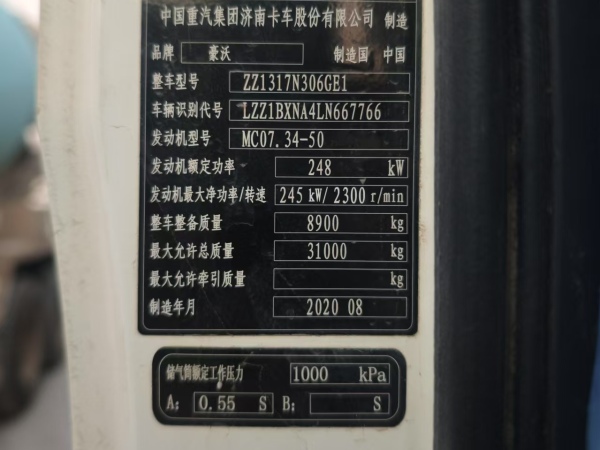 中国重汽集团济南卡车股份有限公司 制造
品牌 豪沃 制造国 中国
整车型号 ZZ1317N306GE1
车辆识别代号 LZZ1BXNA4LN667766
发动机型号 MC07.34-50
发动机额定功率 248 kW
发动机最大净功率/转速 245 kW/ 2300 r/min
整车整备质量 8900 kg
最大允许总质量 31000 kg
最大允许牵引质量 kg
制造年月 2020 08
储气筒额定工作压力 1000 kPa
A: 0.55 S B: S